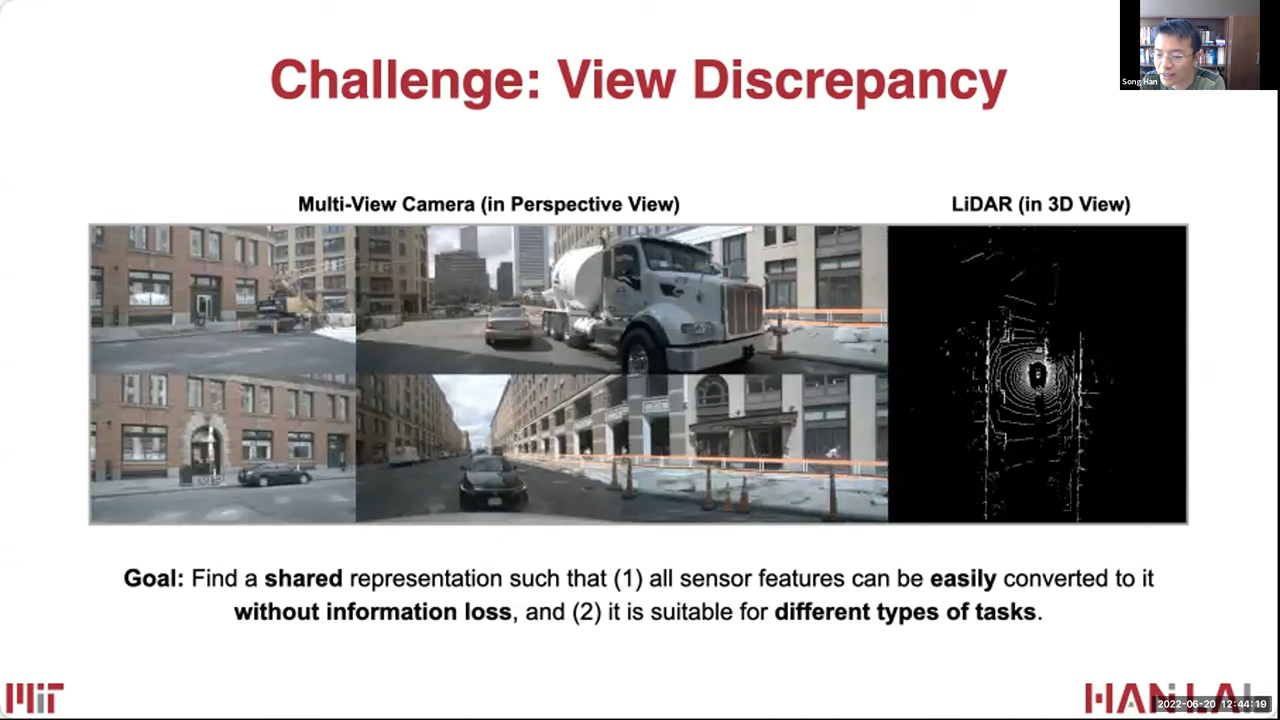 Challenge: View Discrepancy
Song Han
Multi-View Camera (in Perspective View)
LiDAR (in 3D View)
Goal: Find a shared representation such that (1) all sensor features can be easily converted to it
without information loss, and (2) it is suitable for different types of tasks.
MIT
HAN LAB
2022-06-20 12:44:19